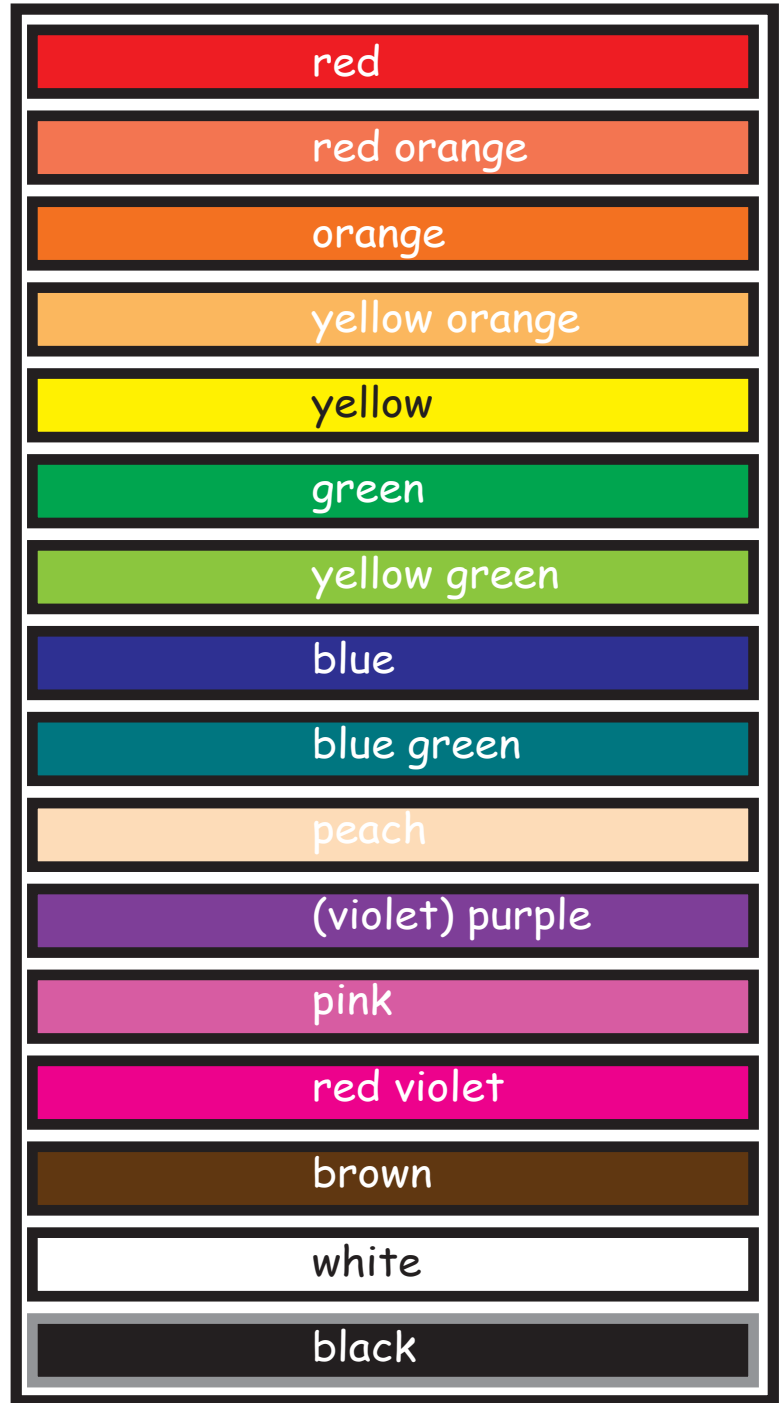 red
red orange
orange
yellow orange
yellow
green
yellow green
blue
blue green
peach
(violet) purple
pink
red violet
brown
white
black